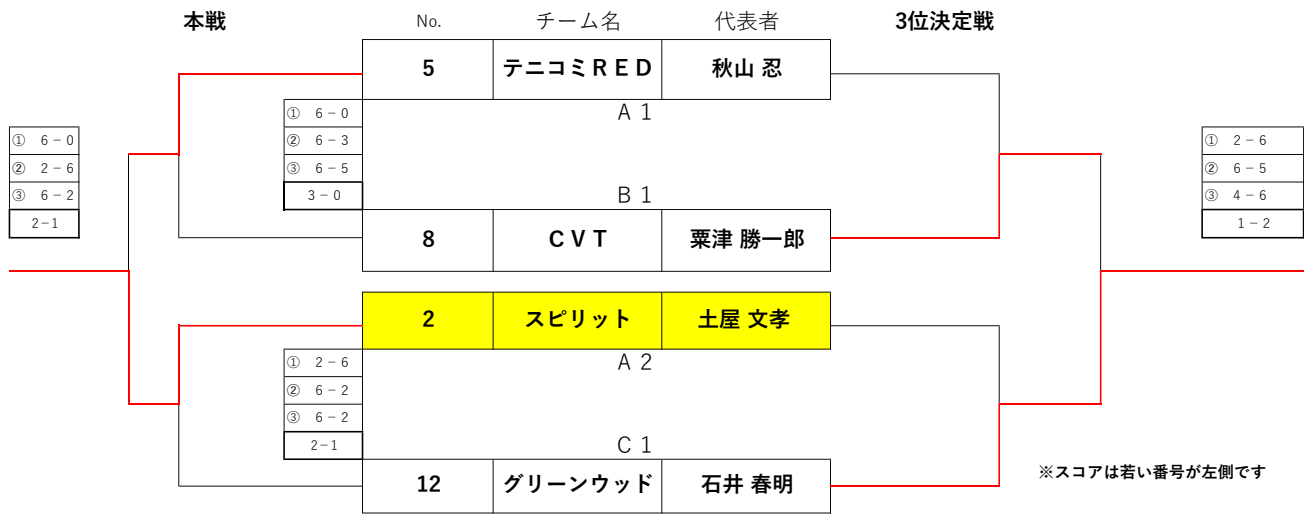 本戦 No. チーム名 代表者 3位決定戦
5 テニコミＲＥＤ 秋山 忍
① 6－0 A 1
① 6－0 ② 6－3 ① 2－6
② 2－6 ③ 6－5 ② 6－5
③ 6－2 3－0 B 1 ③ 4－6
2－1 1－2
8 ＣＶＴ 粟津 勝一郎
2 スピリット 土屋 文孝
① 2－6 A 2
② 6－2
③ 6－2
2－1 C 1
12 グリーンウッド 石井 春明
※スコアは若い番号が左側です